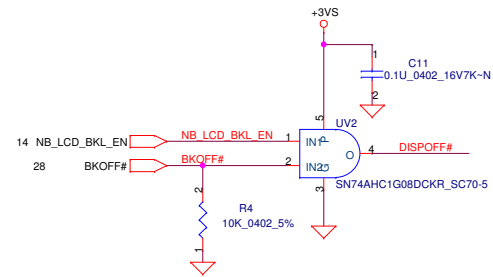 +3VS
1
C11
0.1U_0402_16V7K~N
2
5
UV2
14 NB_LCD_BKL_EN
NB_LCD_BKL_EN
1
IN1
P
O
4
DISPOFF#
28 BKOFF#
BKOFF#
2
IN2
G
SN74AHC1G08DCKR_SC70-5
3
2
R4
10K_0402_5%
1